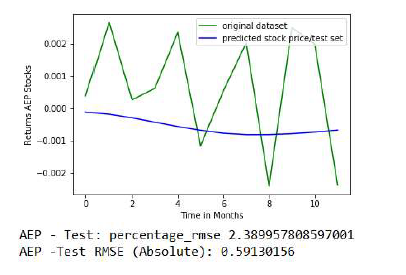 original dataset
predicted stock price/test set
0.002
0.001
0.000
−0.001
−0.002
Returns AEP Stocks
0 2 4 6 8 10
Time in Months
AEP - Test: percentage_rmse 2.389957808597001
AEP -Test RMSE (Absolute): 0.59130156